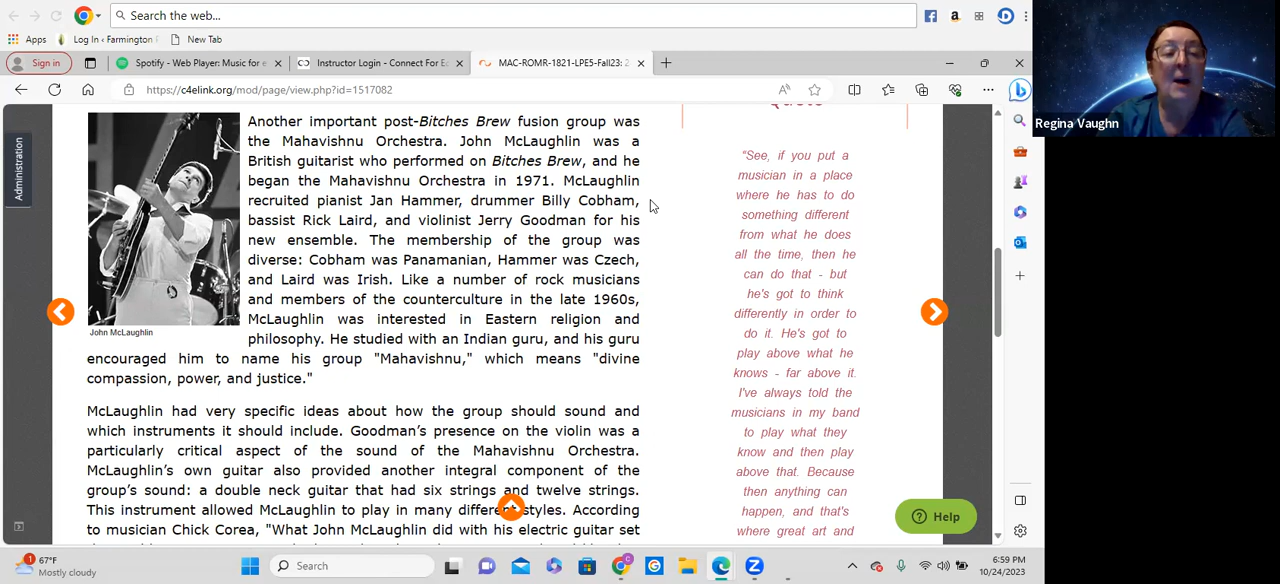 Search the web...
Apps
Log In ‹ Farmington
New Tab
Sign in
Spotify - Web Player: Music for e
Instructor Login - Connect For E
MAC-ROMR-1821-LPE5-Fall23: 2
https://c4elink.org/mod/page/view.php?id=1517082
Regina Vaughn
Administration
Another important post-Bitches Brew fusion group was
the Mahavishnu Orchestra. John McLaughlin was a
British guitarist who performed on Bitches Brew, and he
began the Mahavishnu Orchestra in 1971. McLaughlin
recruited pianist Jan Hammer, drummer Billy Cobham,
bassist Rick Laird, and violinist Jerry Goodman for his
new ensemble. The membership of the group was
diverse: Cobham was Panamanian, Hammer was Czech,
and Laird was Irish. Like a number of rock musicians
and members of the counterculture in the late 1960s,
McLaughlin was interested in Eastern religion and
philosophy. He studied with an Indian guru, and his guru
encouraged him to name his group "Mahavishnu," which means "divine
compassion, power, and justice."
John McLaughlin
McLaughlin had very specific ideas about how the group should sound and
which instruments it should include. Goodman's presence on the violin was a
particularly critical aspect of the sound of the Mahavishnu Orchestra.
McLaughlin's own guitar also provided another integral component of the
group's sound: a double neck guitar that had six strings and twelve strings.
This instrument allowed McLaughlin to play in many different styles. According
to musician Chick Corea, "What John McLaughlin did with his electric guitar set
"See, if you put a
musician in a place
where he has to do
something different
from what he does
all the time, then he
can do that - but
he's got to think
differently in order to
do it. He's got to
play above what he
knows - far above it.
I've always told the
musicians in my band
to play what they
know and then play
above that. Because
then anything can
happen, and that's
where great art and
Help
67°F
Mostly cloudy
Search
6:59 PM
10/24/2023